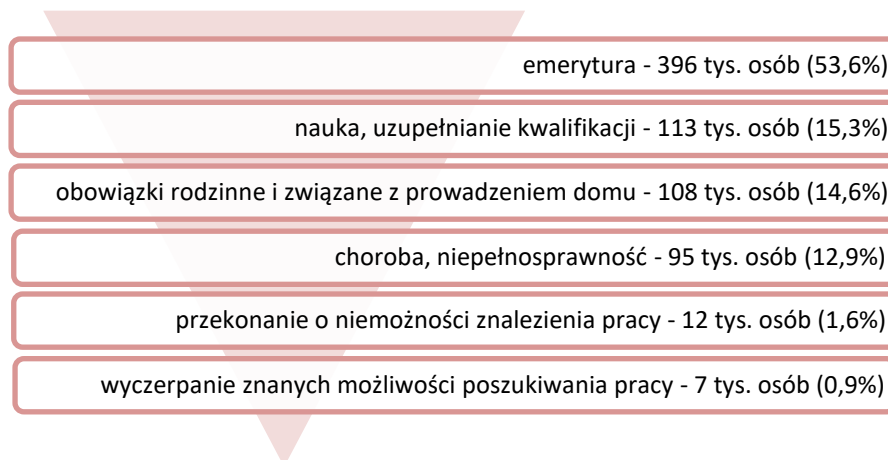 emerytura - 396 tys. osób (53,6%)
nauka, uzupełnianie kwalifikacji - 113 tys. osób (15,3%)
obowiązki rodzinne i związane z prowadzeniem domu - 108 tys. osób (14,6%)
choroba, niepełnosprawność - 95 tys. osób (12,9%)
przekonanie o niemożności znalezienia pracy - 12 tys. osób (1,6%)
wyczerpanie znanych możliwości poszukiwania pracy - 7 tys. osób (0,9%)